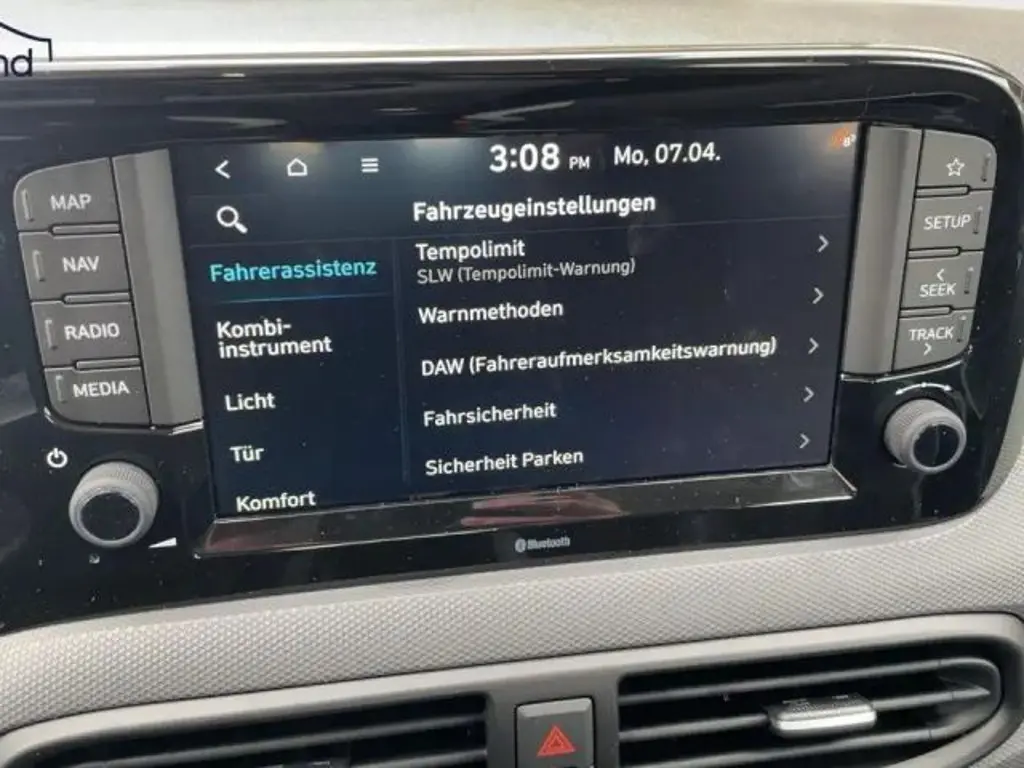 nd
3:08 PM Mo, 07.04.
Fahrzeugeinstellungen
Fahrerassistenz
Kombi-
instrument
Licht
Tür
Komfort
Tempolimit
SLW (Tempolimit-Warnung)
Warnmethoden
DAW (Fahreraufmerksamkeitswarnung)
Fahrsicherheit
Sicherheit Parken
MAP
NAV
RADIO
MEDIA
SETUP
< SEEK
TRACK >
Bluetooth